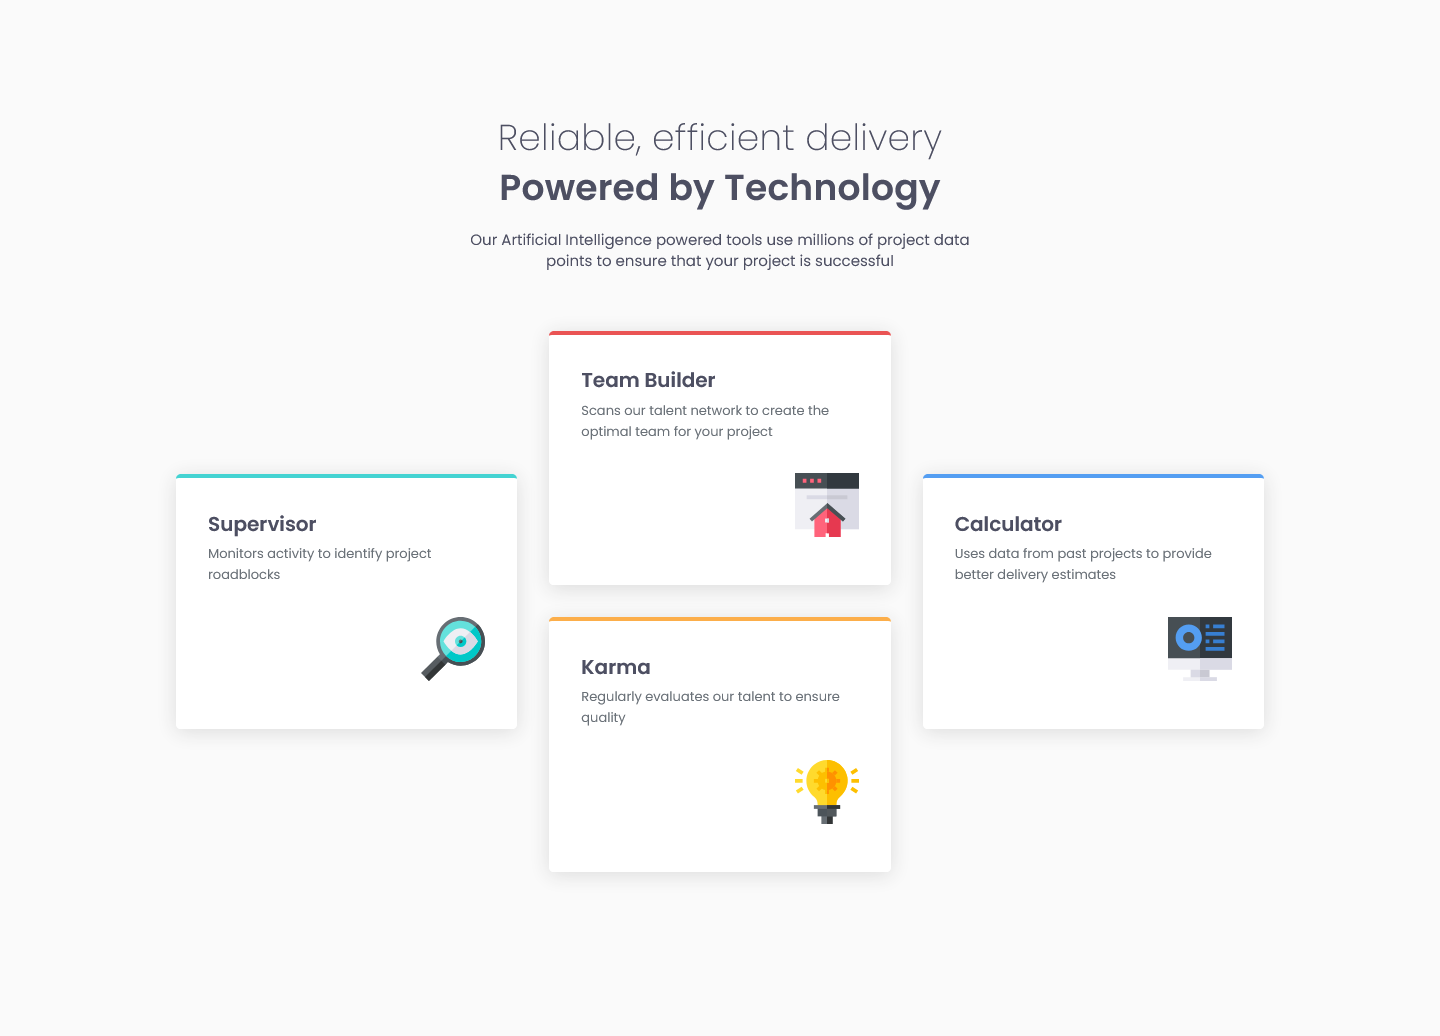 Reliable, efficient delivery
Powered by Technology
Our Artificial Intelligence powered tools use millions of project data
points to ensure that your project is successful
Supervisor
Monitors activity to identify project
roadblocks
Team Builder
Scans our talent network to create the
optimal team for your project
Karma
Regularly evaluates our talent to ensure
quality
Calculator
Uses data from past projects to provide
better delivery estimates